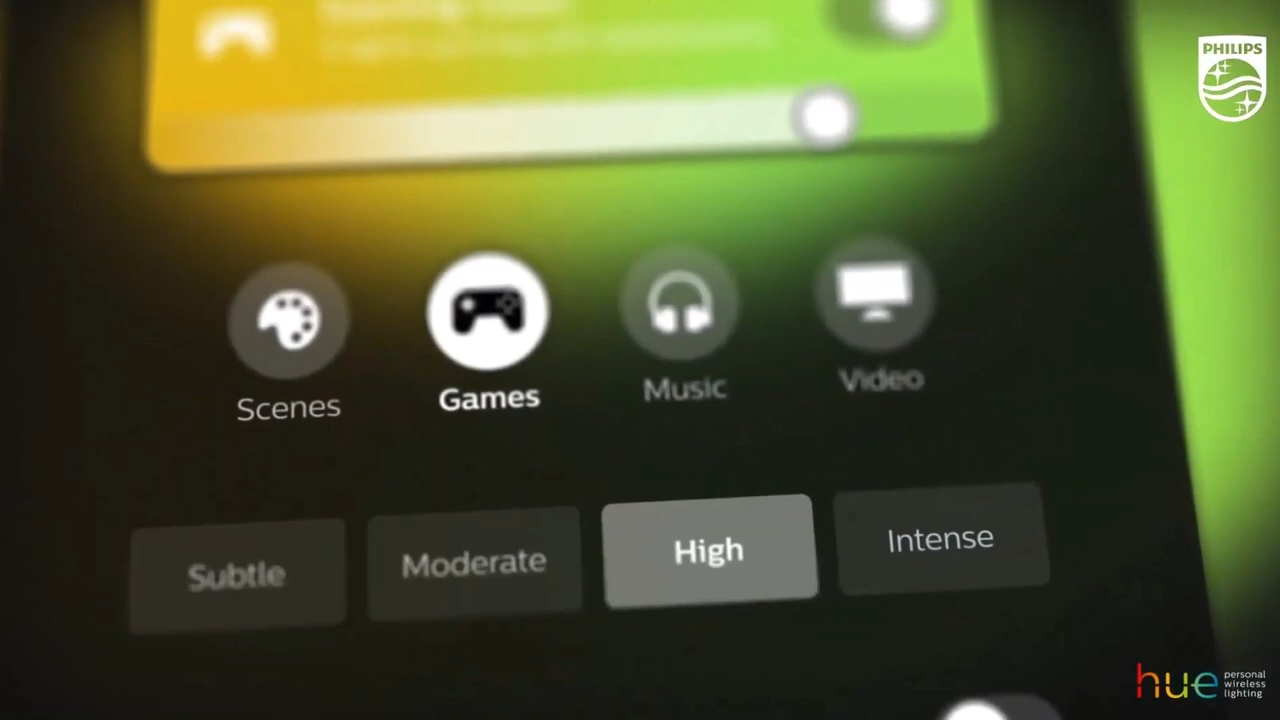 PHILIPS
Scenes
Games
Music
Video
Subtle
Moderate
High
Intense
hue personal
wireless
lighting